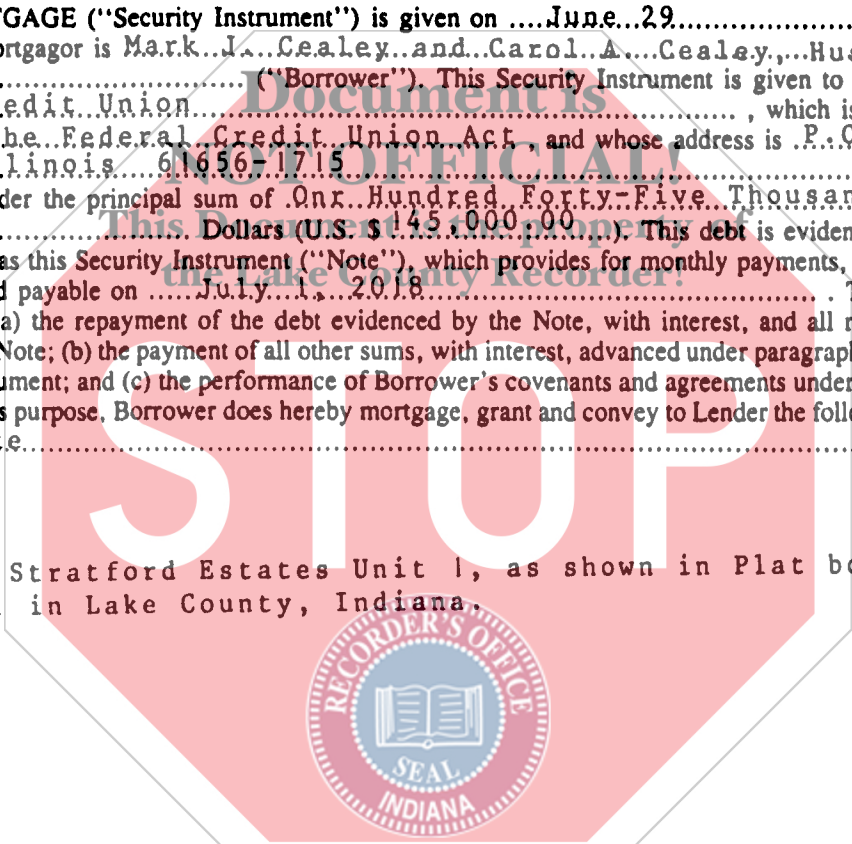 TGAGE ("Security Instrument") is given on ....June...29....................
ortgagor is Mark..J....Cealey..and..Carol..A....Cealey,...Hus
.............................. ("Borrower"). This Security Instrument is given to
edit Union ........................................................................ , which is
he..Federal..Credit..Union..Act and whose address is ..P..O
llinois 61656-1715
der the principal sum of .Onr..Hundred..Forty-Five..Thousan
........................ Dollars (U.S. $ 145,000.00......). This debt is eviden
as this Security Instrument ("Note"), which provides for monthly payments,
d payable on ......July..1,..2018.................................................... . T
a) the repayment of the debt evidenced by the Note, with interest, and all r
Note; (b) the payment of all other sums, with interest, advanced under paragraph
ument; and (c) the performance of Borrower's covenants and agreements under
s purpose, Borrower does hereby mortgage, grant and convey to Lender the follo
Stratford Estates Unit 1, as shown in Plat bo
in Lake County, Indiana.
Document is
NOT OFFICIAL!
This Document is the property of
the Lake County Recorder!
STOP
RECORDER'S OFFICE
SEAL
INDIANA